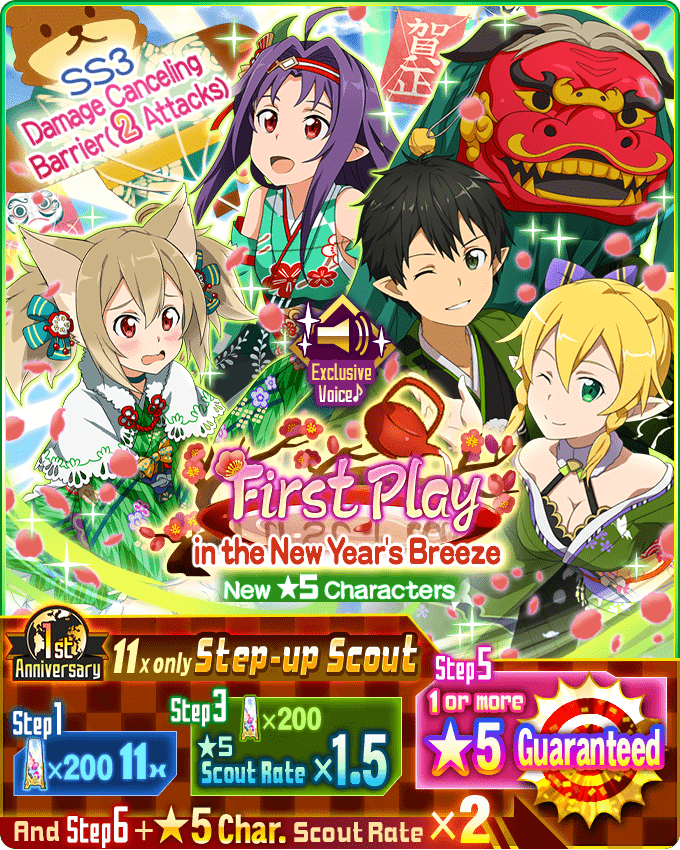 SS3
Damage Canceling
Barrier(2 Attacks)
賀正
Exclusive
Voice♪
First Play
in the New Year's Breeze
New ★5 Characters
1st
Anniversary
11x only Step-up Scout
Step1
×200 11x
Step3
×200
★5
Scout Rate ×1.5
Step5
1 or more
★5 Guaranteed
And Step6 + ★5 Char. Scout Rate ×2